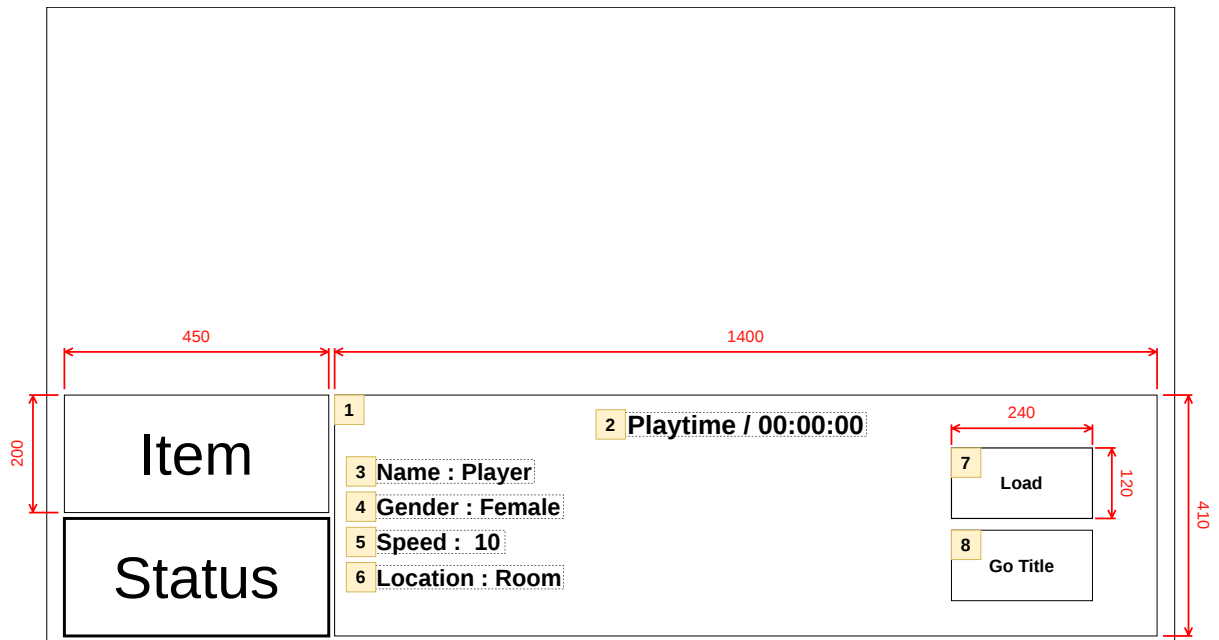 450
1400
200
Item
Status
1
2 Playtime / 00:00:00
3 Name : Player
4 Gender : Female
5 Speed :  10
6 Location : Room
240
7
Load
120
8
Go Title
410